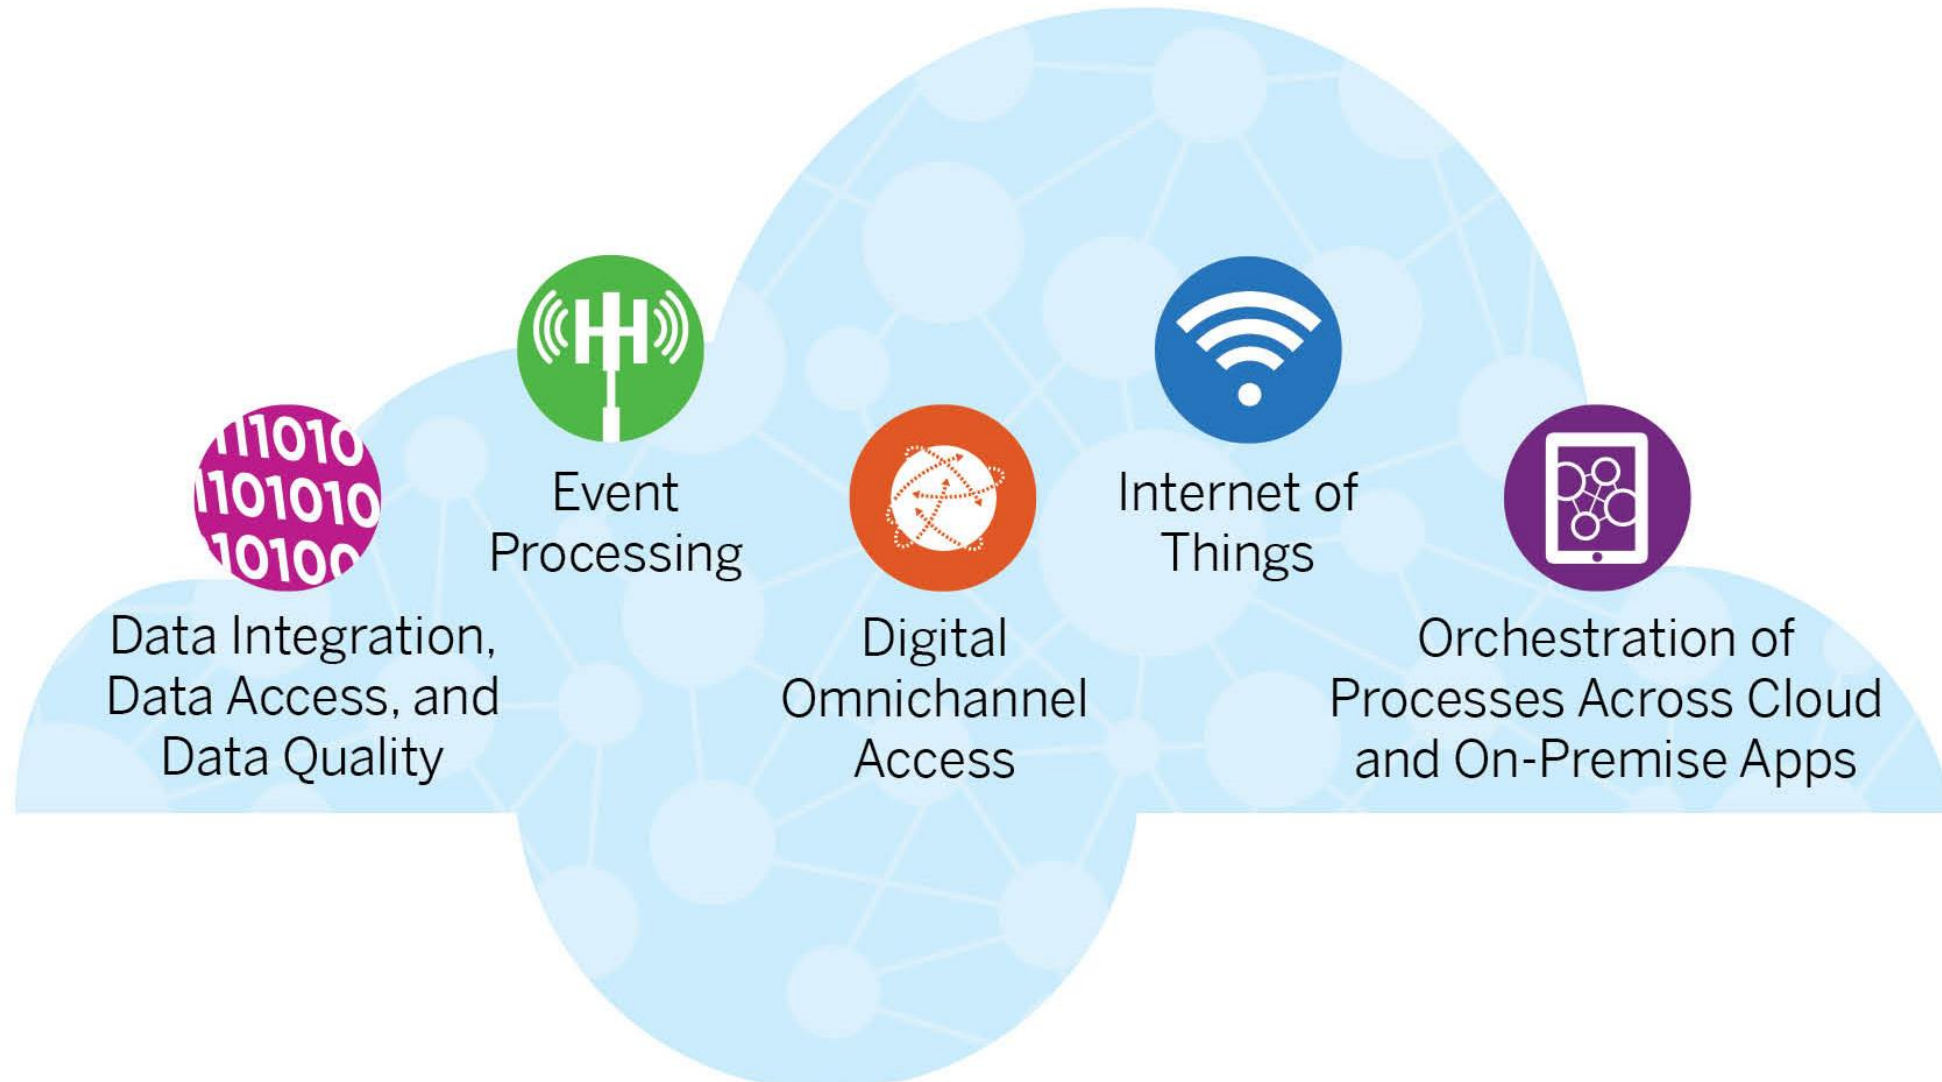 111010
1101010
10100
Event
Processing
Internet of
Things
Data Integration,
Data Access, and
Data Quality
Digital
Omnichannel
Access
Orchestration of
Processes Across Cloud
and On-Premise Apps